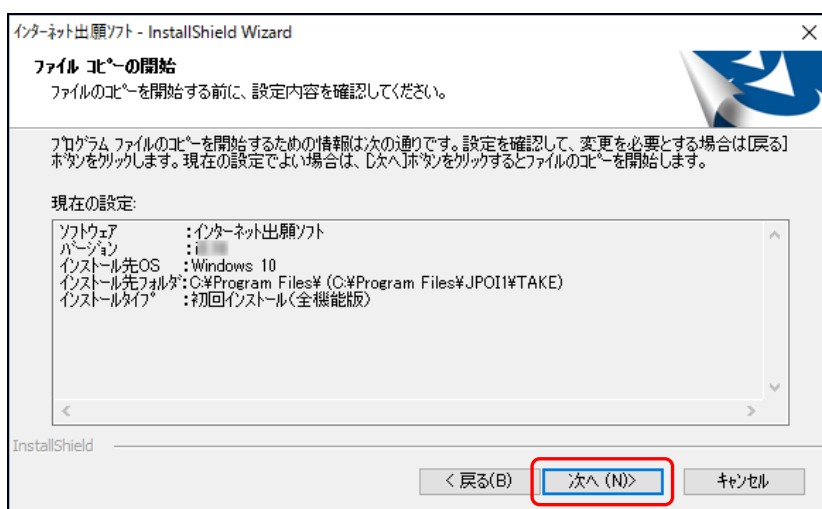 インターネット出願ソフト - InstallShield Wizard
ファイル コピーの開始
ファイルのコピーを開始する前に、設定内容を確認してください。
プログラム ファイルのコピーを開始するための情報は次の通りです。設定を確認して、変更を必要とする場合は[戻る]
ボタンをクリックします。現在の設定でよい場合は、[次へ]ボタンをクリックするとファイルのコピーを開始します。
現在の設定:
ソフトウェア :インターネット出願ソフト
バージョン :i
インストール先OS :Windows 10
インストール先フォルダ:C:¥Program Files¥ (C:¥Program Files¥JPOI1¥TAKE)
インストールタイプ :初回インストール(全機能版)
InstallShield
< 戻る(B)
次へ (N)>
キャンセル